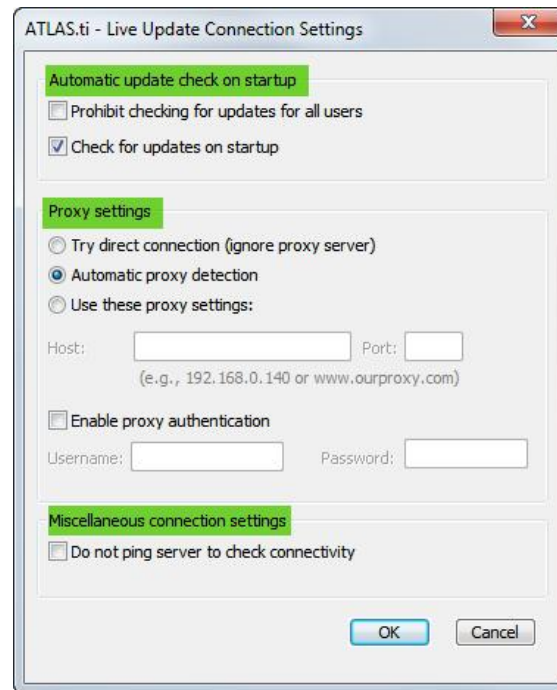 ATLAS.ti - Live Update Connection Settings
Automatic update check on startup
Prohibit checking for updates for all users
Check for updates on startup
Proxy settings
Try direct connection (ignore proxy server)
Automatic proxy detection
Use these proxy settings:
Host: Port:
(e.g., 192.168.0.140 or www.ourproxy.com)
Enable proxy authentication
Username: Password:
Miscellaneous connection settings
Do not ping server to check connectivity
OK Cancel